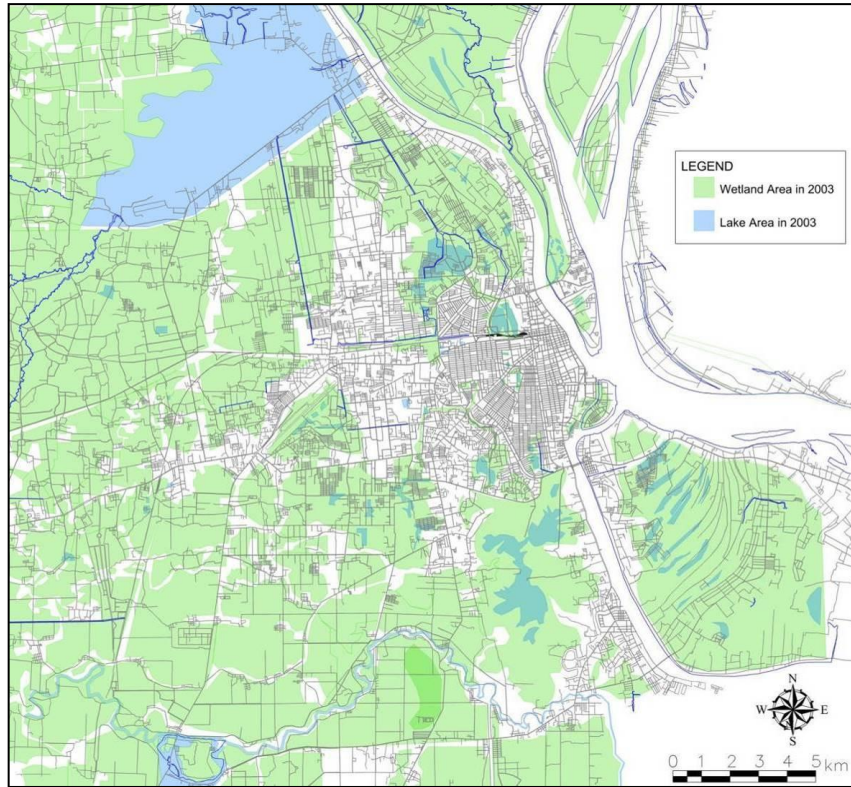 LEGEND
Wetland Area in 2003
Lake Area in 2003
N
W E
S
0 1 2 3 4 5 km